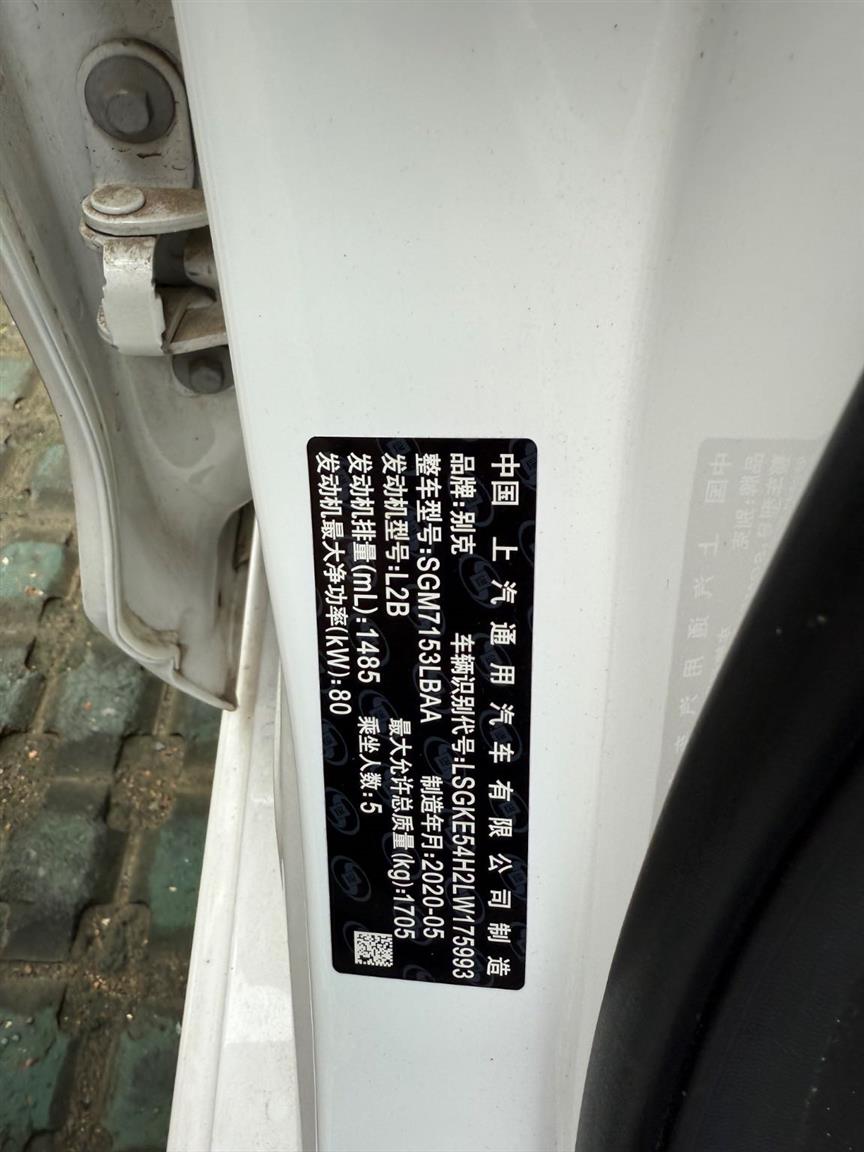 中国 上汽通用汽车有限公司制造
品牌:别克 车辆识别代号:LSGKE54H2LW175993
整车型号:SGM7153LBAA 制造年月:2020-05
发动机型号:L2B 最大允许总质量(kg):1705
发动机排量(mL):1485 乘坐人数:5
发动机最大净功率(kW):80